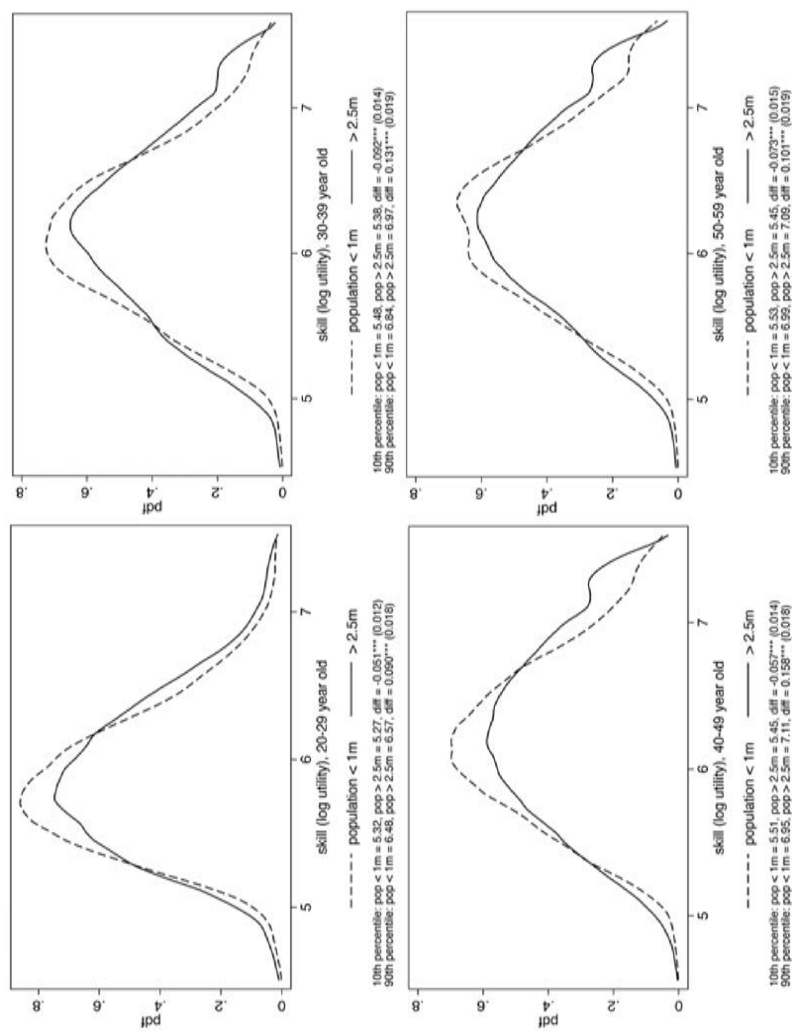 pdf
0 .2 .4 .6 .8
5 6 7
skill (log utility), 20-29 year old
population < 1m > 2.5m
10th percentile: pop < 1m = 5.32, pop > 2.5m = 5.27, diff = -0.051*** (0.012)
90th percentile: pop < 1m = 6.48, pop > 2.5m = 6.57, diff = 0.090*** (0.018)
pdf
0 .2 .4 .6 .8
5 6 7
skill (log utility), 30-39 year old
population < 1m > 2.5m
10th percentile: pop < 1m = 5.48, pop > 2.5m = 5.38, diff = -0.092*** (0.014)
90th percentile: pop < 1m = 6.84, pop > 2.5m = 6.97, diff = 0.131*** (0.019)
pdf
0 .2 .4 .6 .8
5 6 7
skill (log utility), 40-49 year old
population < 1m > 2.5m
10th percentile: pop < 1m = 5.51, pop > 2.5m = 5.45, diff = -0.057*** (0.014)
90th percentile: pop < 1m = 6.95, pop > 2.5m = 7.11, diff = 0.158*** (0.018)
pdf
0 .2 .4 .6 .8
5 6 7
skill (log utility), 50-59 year old
population < 1m > 2.5m
10th percentile: pop < 1m = 5.53, pop > 2.5m = 5.45, diff = -0.073*** (0.015)
90th percentile: pop < 1m = 6.99, pop > 2.5m = 7.09, diff = 0.101*** (0.019)